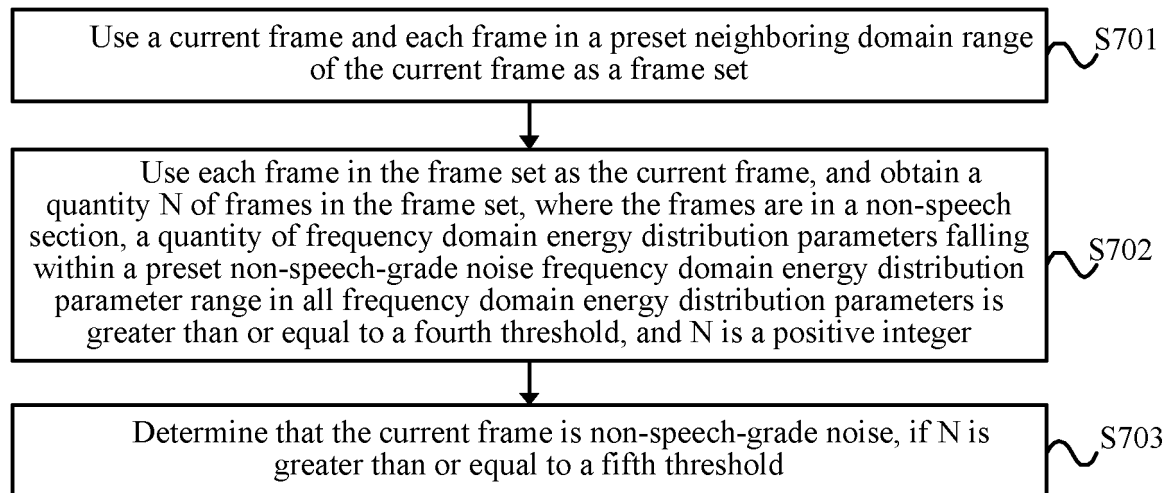 Use a current frame and each frame in a preset neighboring domain range
of the current frame as a frame set
S701
Use each frame in the frame set as the current frame, and obtain a
quantity N of frames in the frame set, where the frames are in a non-speech
section, a quantity of frequency domain energy distribution parameters falling
within a preset non-speech-grade noise frequency domain energy distribution
parameter range in all frequency domain energy distribution parameters is
greater than or equal to a fourth threshold, and N is a positive integer
S702
Determine that the current frame is non-speech-grade noise, if N is
greater than or equal to a fifth threshold
S703